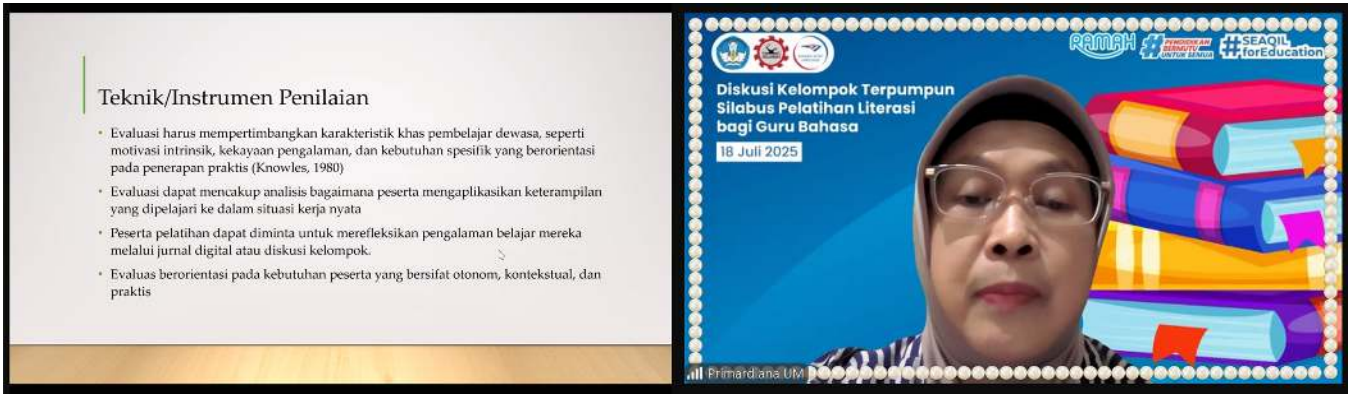 Teknik/Instrumen Penilaian
• Evaluasi harus mempertimbangkan karakteristik khas pembelajar dewasa, seperti
motivasi intrinsik, kekayaan pengalaman, dan kebutuhan spesifik yang berorientasi
pada penerapan praktis (Knowles, 1980)
• Evaluasi dapat mencakup analisis bagaimana peserta mengaplikasikan keterampilan
yang dipelajari ke dalam situasi kerja nyata
• Peserta pelatihan dapat diminta untuk merefleksikan pengalaman belajar mereka
melalui jurnal digital atau diskusi kelompok.
• Evaluas berorientasi pada kebutuhan peserta yang bersifat otonom, kontekstual, dan
praktis
RAMAH
#PENDIDIKAN
BERMUTU
UNTUK SEMUA
#SEAQIL
forEducation
Diskusi Kelompok Terpumpun
Silabus Pelatihan Literasi
bagi Guru Bahasa
18 Juli 2025
Primardiana UM